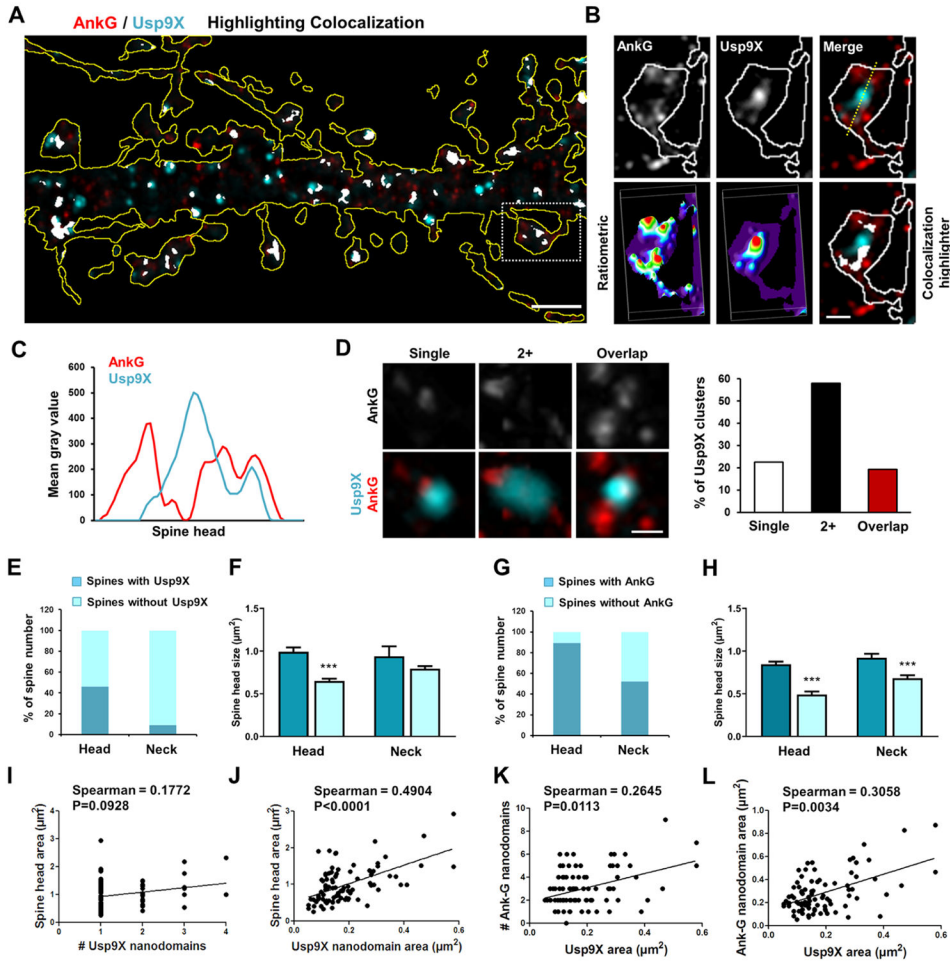 A
AnkG / Usp9X Highlighting Colocalization
B
AnkG Usp9X Merge
Ratiometric
Colocalization
highlighter
C
AnkG
Usp9X
Mean gray value
600
500
400
300
200
100
0
Spine head
D
Single 2+ Overlap
AnkG
Usp9X
AnkG
% of Usp9X clusters
60
50
40
30
20
10
0
Single 2+ Overlap
E
Spines with Usp9X
Spines without Usp9X
% of spine number
120
100
80
60
40
20
0
Head Neck
F
Spine head size (µm²)
1.5
1.0
0.5
0.0
***
Head Neck
G
Spines with AnkG
Spines without AnkG
% of spine number
120
100
80
60
40
20
0
Head Neck
H
Spine head size (µm²)
1.5
1.0
0.5
0.0
*** ***
Head Neck
I
Spearman = 0.1772
P=0.0928
Spine head area (µm²)
4
3
2
1
0
0 1 2 3 4
# Usp9X nanodomains
J
Spearman = 0.4904
P<0.0001
Spine head area (µm²)
3
2
1
0
0.0 0.2 0.4 0.6
Usp9X nanodomain area (µm²)
K
Spearman = 0.2645
P=0.0113
# Ank-G nanodomains
10
9
8
7
6
5
4
3
2
1
0
0.0 0.2 0.4 0.6
Usp9X area (µm²)
L
Spearman = 0.3058
P=0.0034
Ank-G nanodomain area (µm²)
1.0
0.8
0.6
0.4
0.2
0.0
0.0 0.2 0.4 0.6
Usp9X area (µm²)